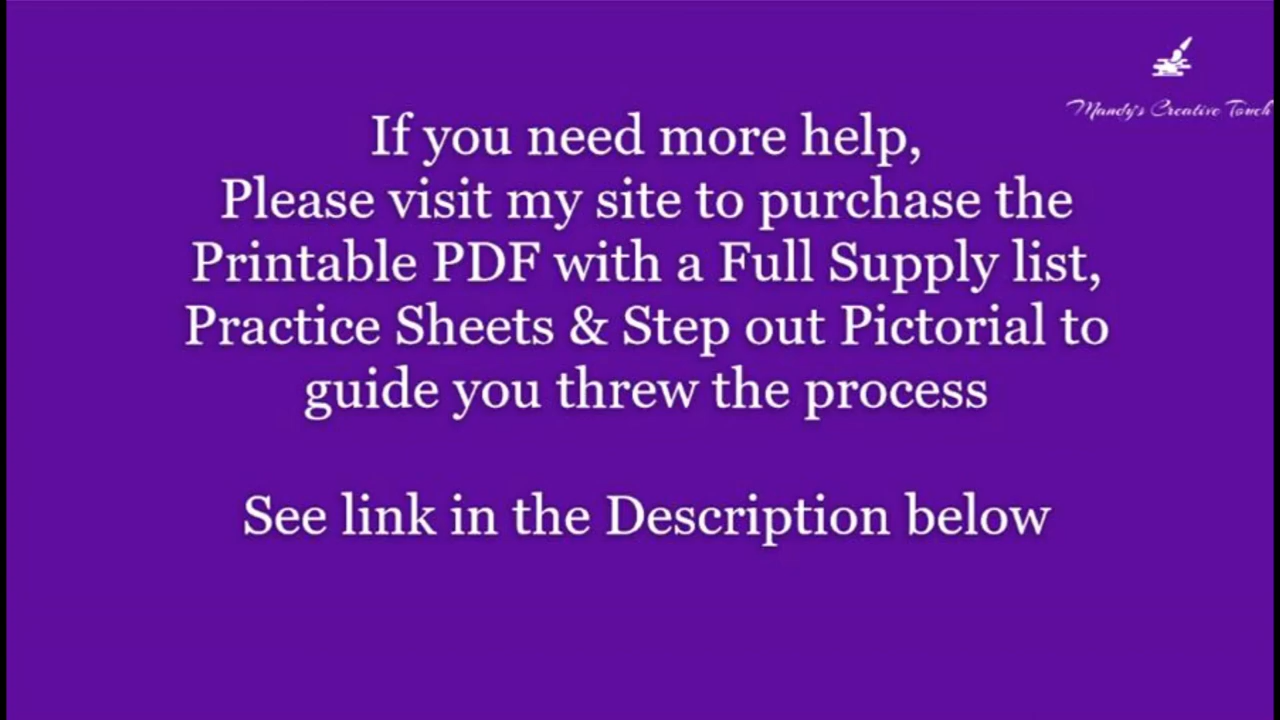 Mandy's Creative Touch
If you need more help,
Please visit my site to purchase the
Printable PDF with a Full Supply list,
Practice Sheets & Step out Pictorial to
guide you threw the process
See link in the Description below